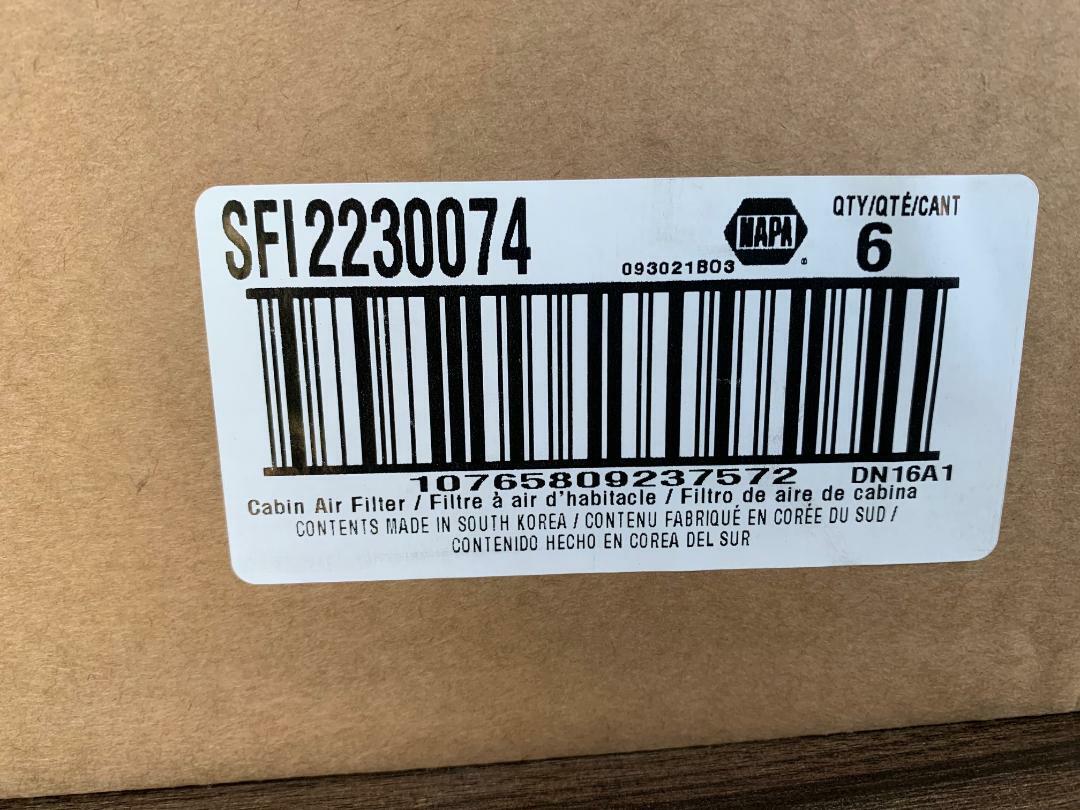 SFI2230074
093021B03
NAPA
®
QTY/QTÉ/CANT
6
10765809237572
DN16A1
Cabin Air Filter / Filtre à air d'habitacle / Filtro de aire de cabina
CONTENTS MADE IN SOUTH KOREA / CONTENU FABRIQUÉ EN CORÉE DU SUD /
CONTENIDO HECHO EN COREA DEL SUR